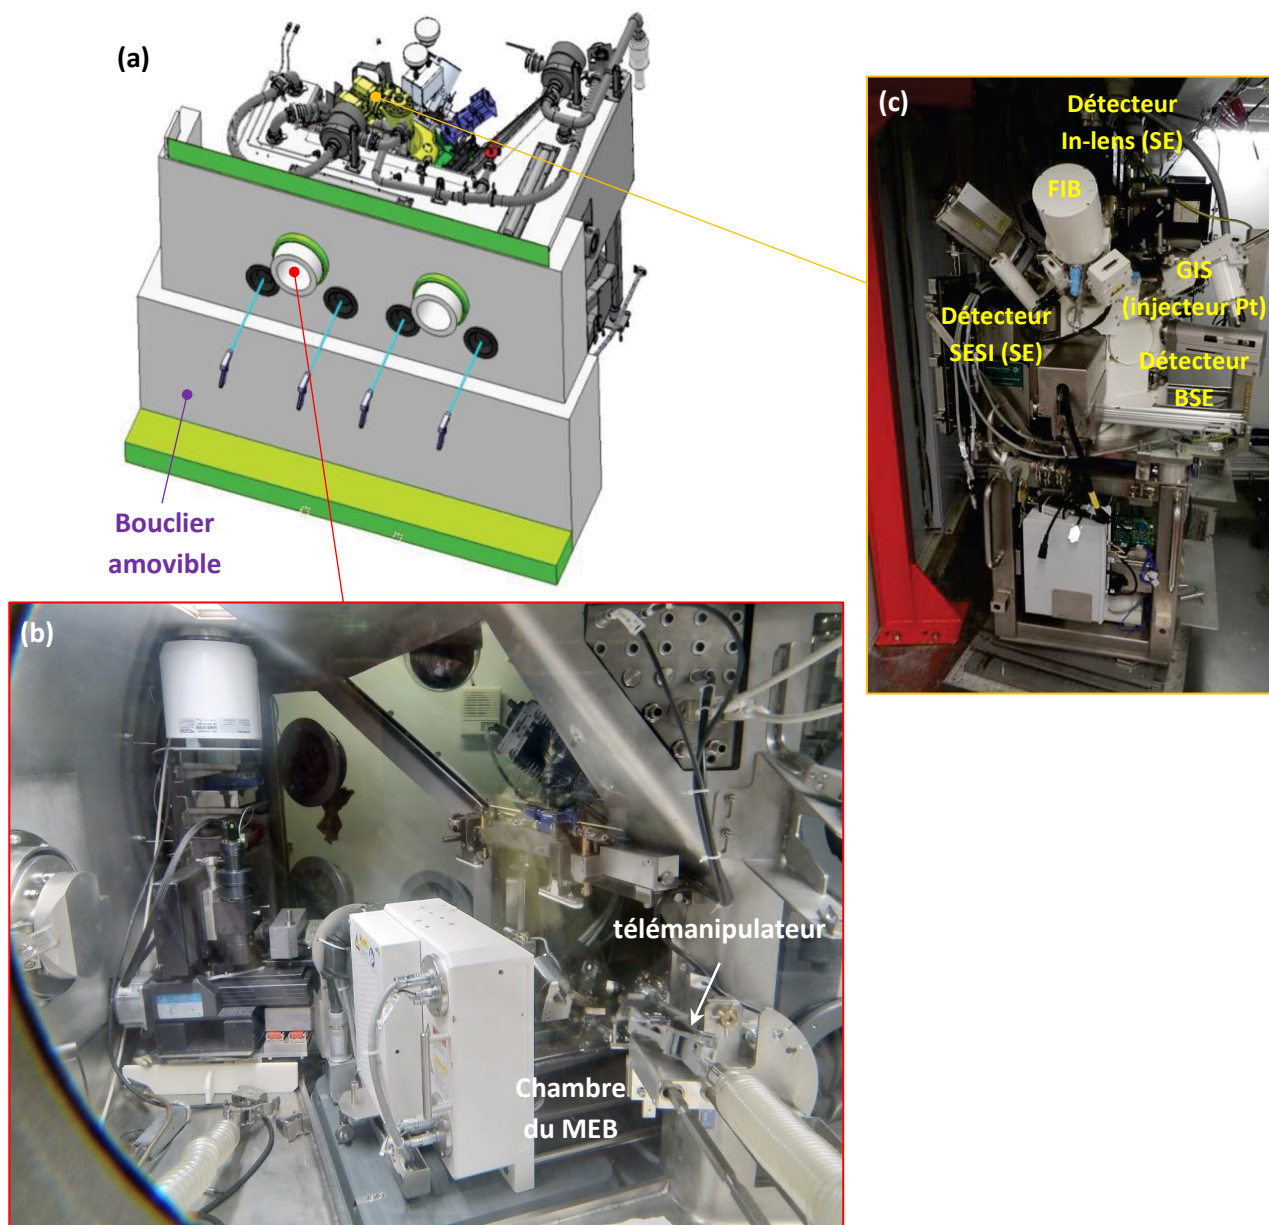 (a)
(c)
Détecteur
In-lens (SE)
FIB
GIS
(injecteur Pt)
Détecteur
SESI (SE)
Détecteur
BSE
Bouclier
amovible
(b)
télémanipulateur
Chambre
du MEB